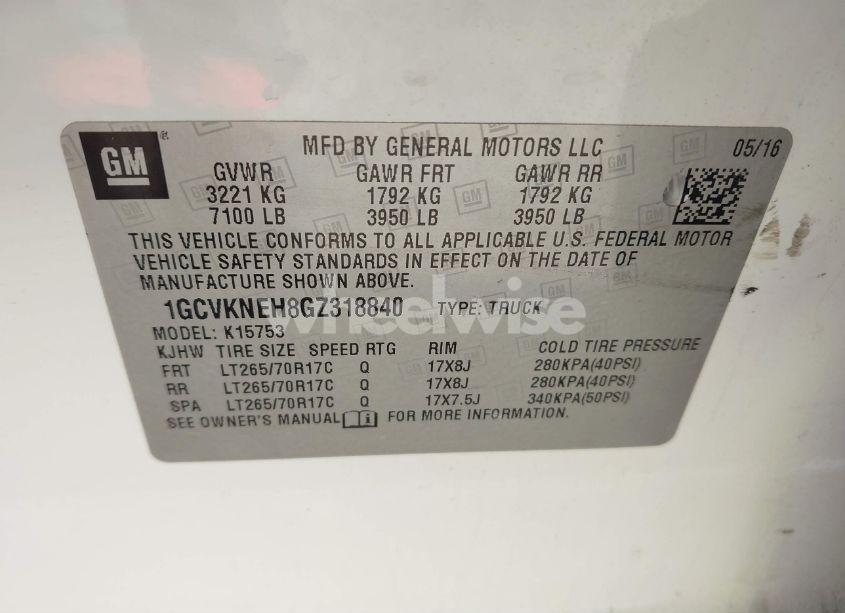 GM
MFD BY GENERAL MOTORS LLC 05/16
GVWR GAWR FRT GAWR RR
3221 KG 1792 KG 1792 KG
7100 LB 3950 LB 3950 LB
THIS VEHICLE CONFORMS TO ALL APPLICABLE U.S. FEDERAL MOTOR
VEHICLE SAFETY STANDARDS IN EFFECT ON THE DATE OF
MANUFACTURE SHOWN ABOVE.
1GCVKNEH8GZ318840 TYPE: TRUCK
wheelwise
MODEL: K15753
KJHW TIRE SIZE SPEED RTG RIM COLD TIRE PRESSURE
FRT LT265/70R17C Q 17X8J 280KPA(40PSI)
RR LT265/70R17C Q 17X8J 280KPA(40PSI)
SPA LT265/70R17C Q 17X7.5J 340KPA(50PSI)
SEE OWNER'S MANUAL FOR MORE INFORMATION.